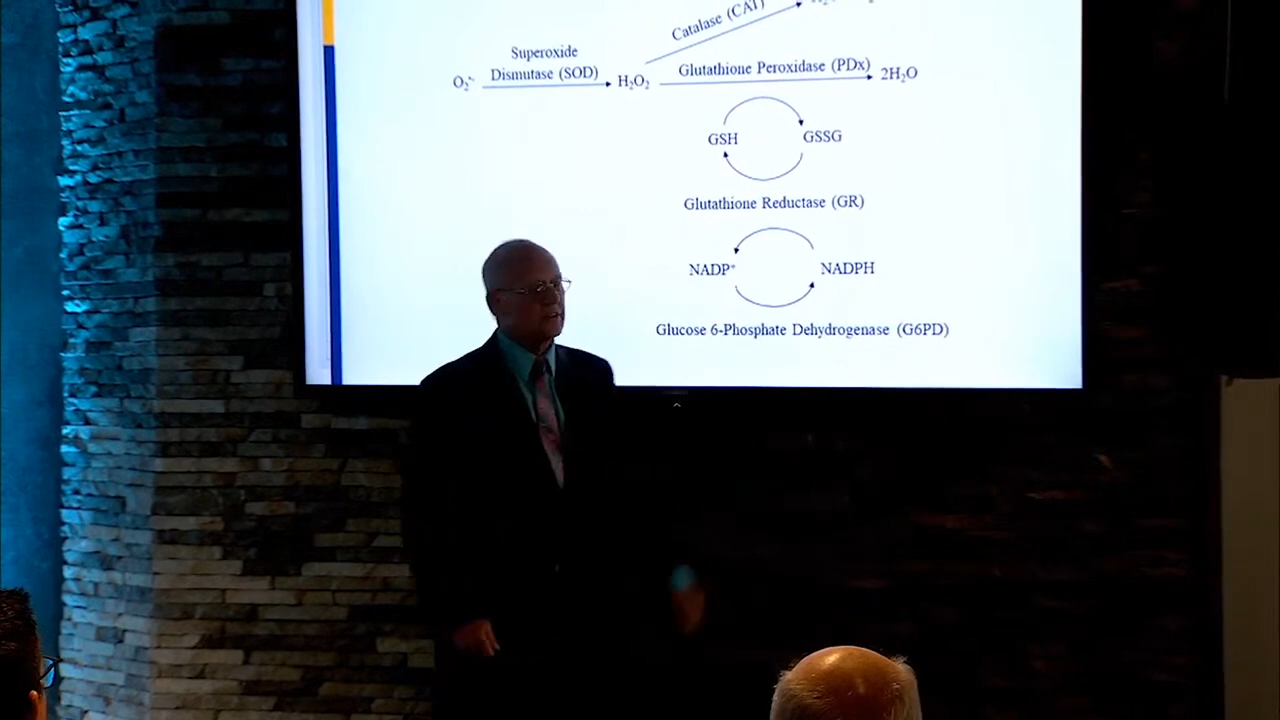 Catalase (CAT)
Superoxide
Dismutase (SOD)
O₂⁻
H₂O₂
Glutathione Peroxidase (PDx)
2H₂O
GSH
GSSG
Glutathione Reductase (GR)
NADP⁺
NADPH
Glucose 6-Phosphate Dehydrogenase (G6PD)